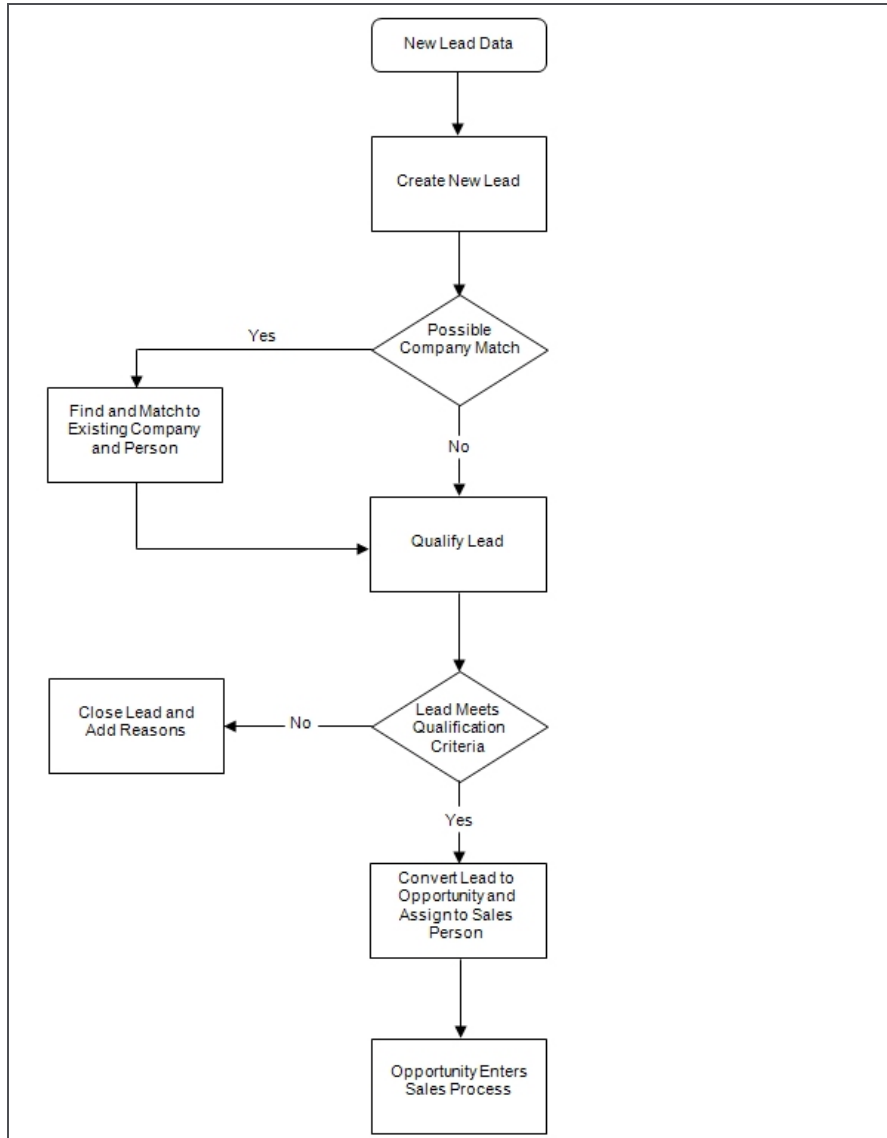 New Lead Data
Create New Lead
Possible
Company Match
Yes
Find and Match to
Existing Company
and Person
No
Qualify Lead
Lead Meets
Qualification
Criteria
No
Close Lead and
Add Reasons
Yes
Convert Lead to
Opportunity and
Assign to Sales
Person
Opportunity Enters
Sales Process